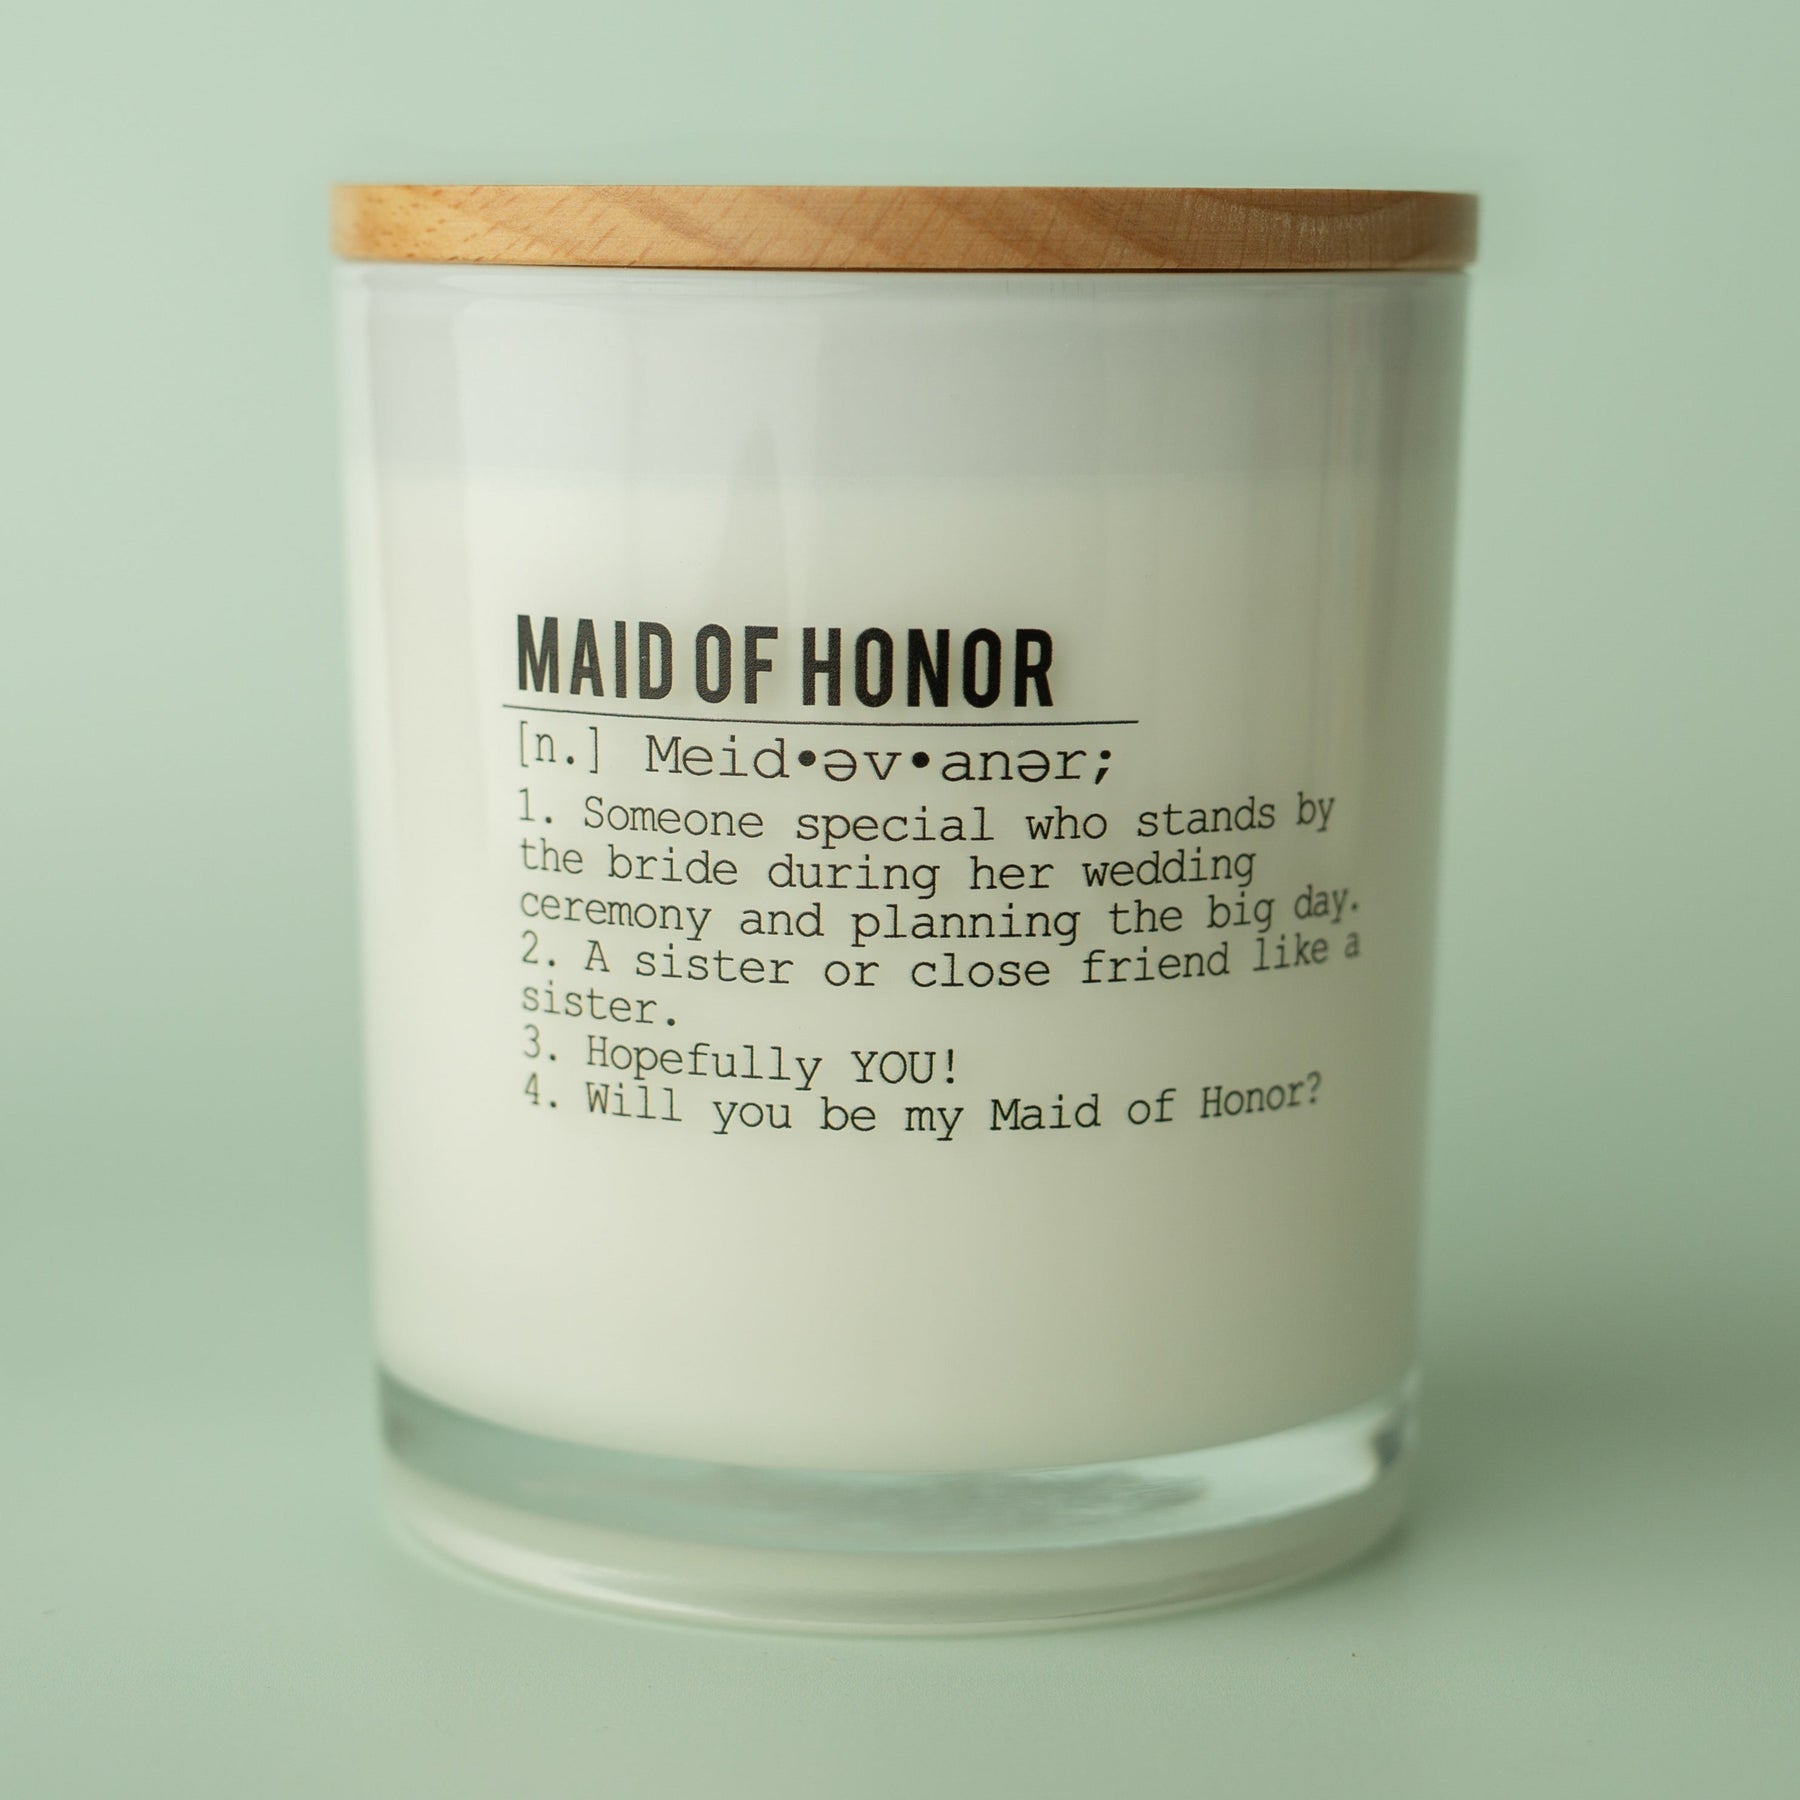 MAID OF HONOR
[n.] Meid•əv•anər;
1. Someone special who stands by
the bride during her wedding
ceremony and planning the big day.
2. A sister or close friend like a
sister.
3. Hopefully YOU!
4. Will you be my Maid of Honor?